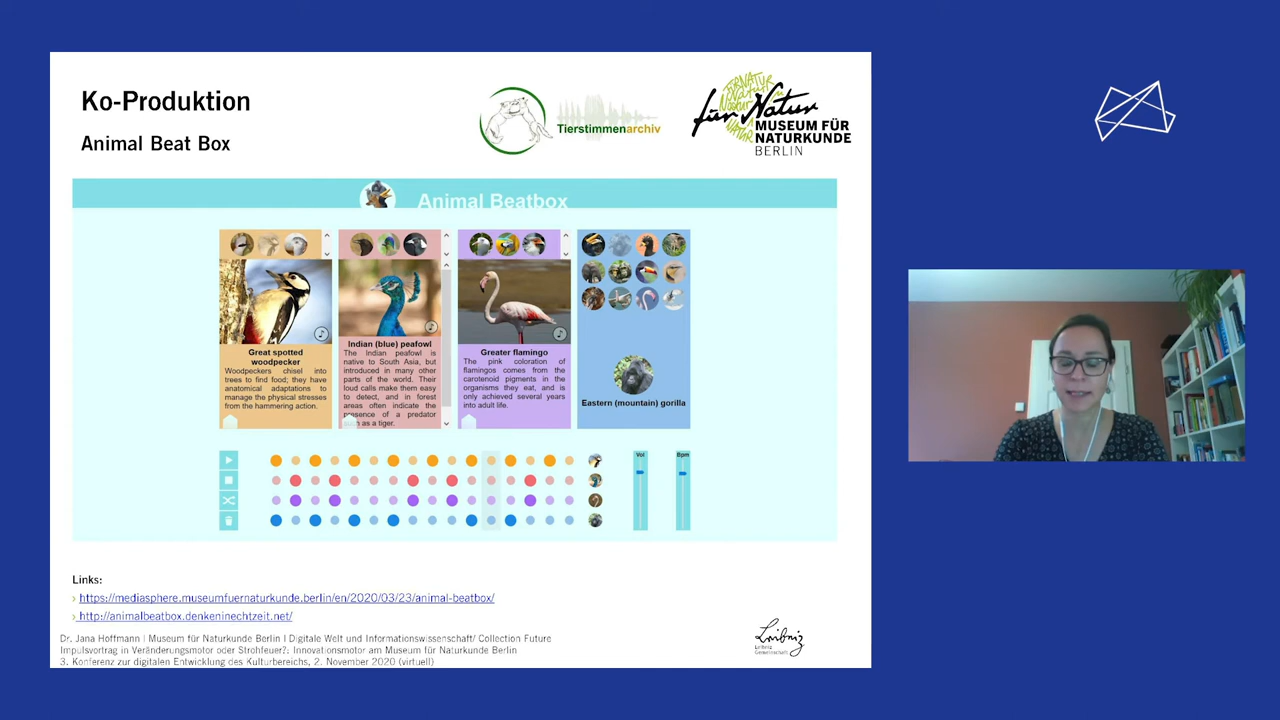 Ko-Produktion
Animal Beat Box
Tierstimmenarchiv
für Natur
MUSEUM FÜR
NATURKUNDE
BERLIN
Animal Beatbox
Great spotted
woodpecker
Woodpeckers chisel into
trees to find food; they have
anatomical adaptations to
manage the physical stresses
from the hammering action.
Indian (blue) peafowl
The Indian peafowl is
native to South Asia, but
introduced in many other
parts of the world. Their
loud calls make them easy
to detect, and in forest
areas often indicate the
presence of a predator
such as a tiger.
Greater flamingo
The pink coloration of
flamingos comes from the
carotenoid pigments in the
organisms they eat, and is
only achieved several years
into adult life.
Eastern (mountain) gorilla
Vol
Bpm
Links:
› https://mediasphere.museumfuernaturkunde.berlin/en/2020/03/23/animal-beatbox/
› http://animalbeatbox.denkeninechtzeit.net/
Dr. Jana Hoffmann | Museum für Naturkunde Berlin | Digitale Welt und Informationswissenschaft/ Collection Future
Impulsvortrag in Veränderungsmotor oder Strohfeuer?: Innovationsmotor am Museum für Naturkunde Berlin
3. Konferenz zur digitalen Entwicklung des Kulturbereichs, 2. November 2020 (virtuell)
Leibniz
Leibniz
Gemeinschaft